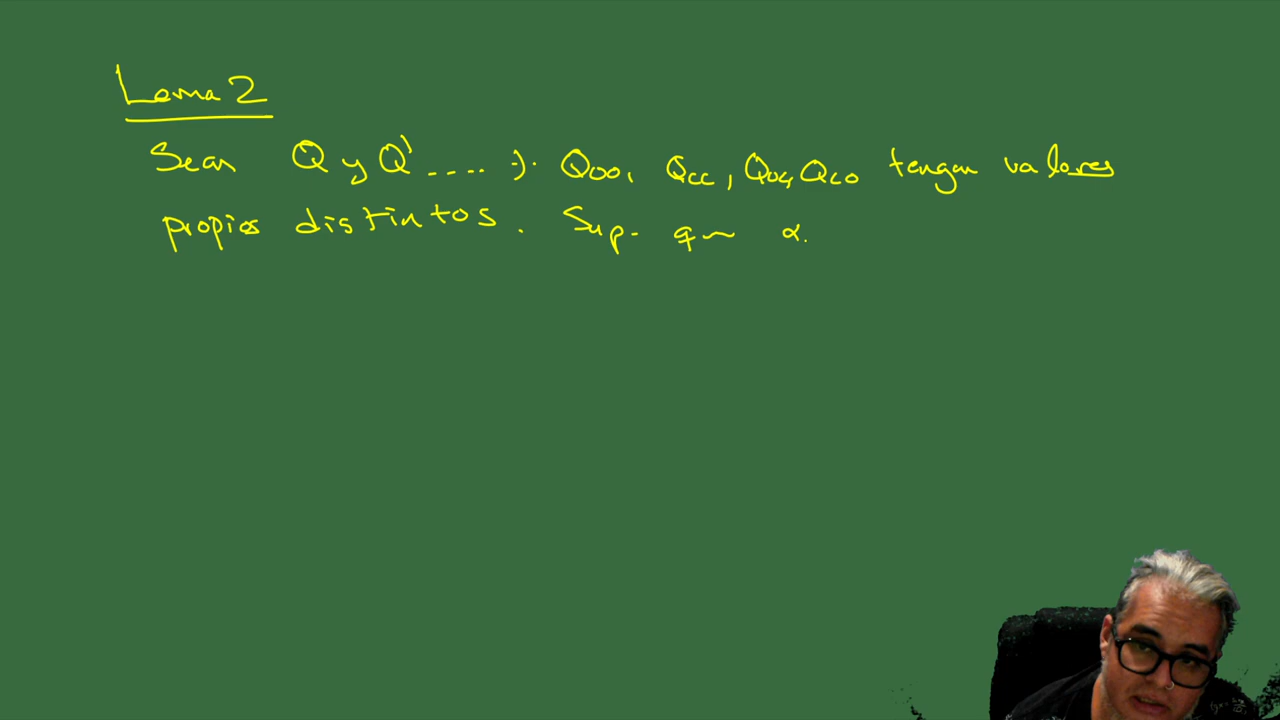 Lema 2
Sean Q y Q' .... ∋. Q₀₀, Qcc, Q₀c, Qc₀ tengan valores
propios distintos. Sup. q~ α.